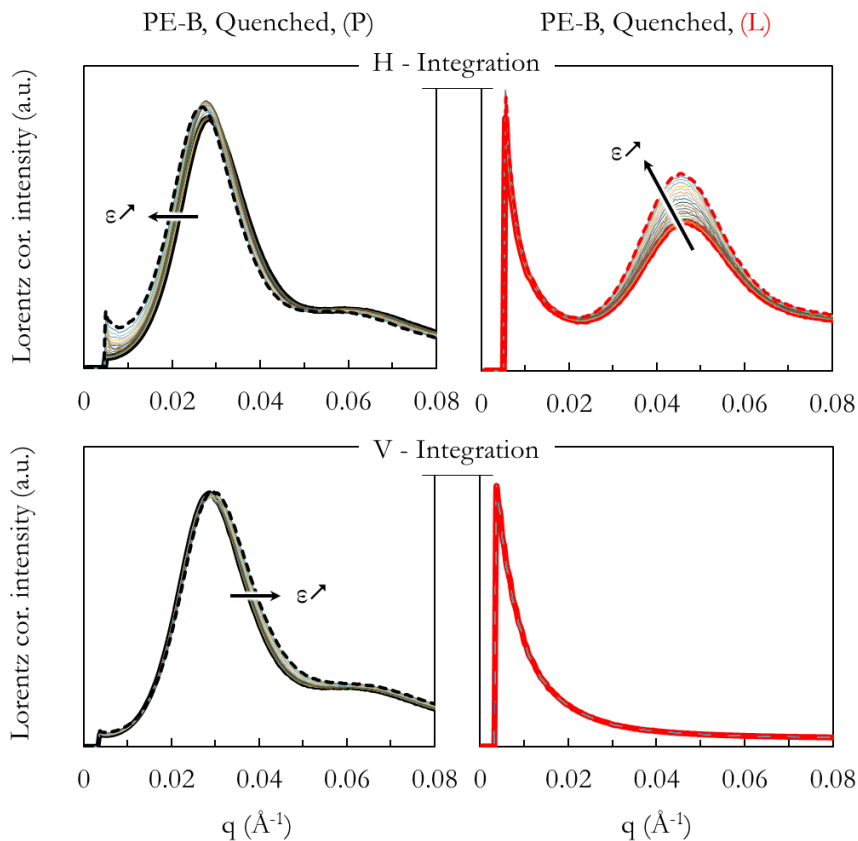 PE-B, Quenched, (P)
PE-B, Quenched, (L)
H - Integration
Lorentz cor. intensity (a.u.)
ε↗
ε↗
0 0.02 0.04 0.06 0.08
0 0.02 0.04 0.06 0.08
V - Integration
Lorentz cor. intensity (a.u.)
ε↗
0 0.02 0.04 0.06 0.08
0 0.02 0.04 0.06 0.08
q (Å⁻¹)
q (Å⁻¹)